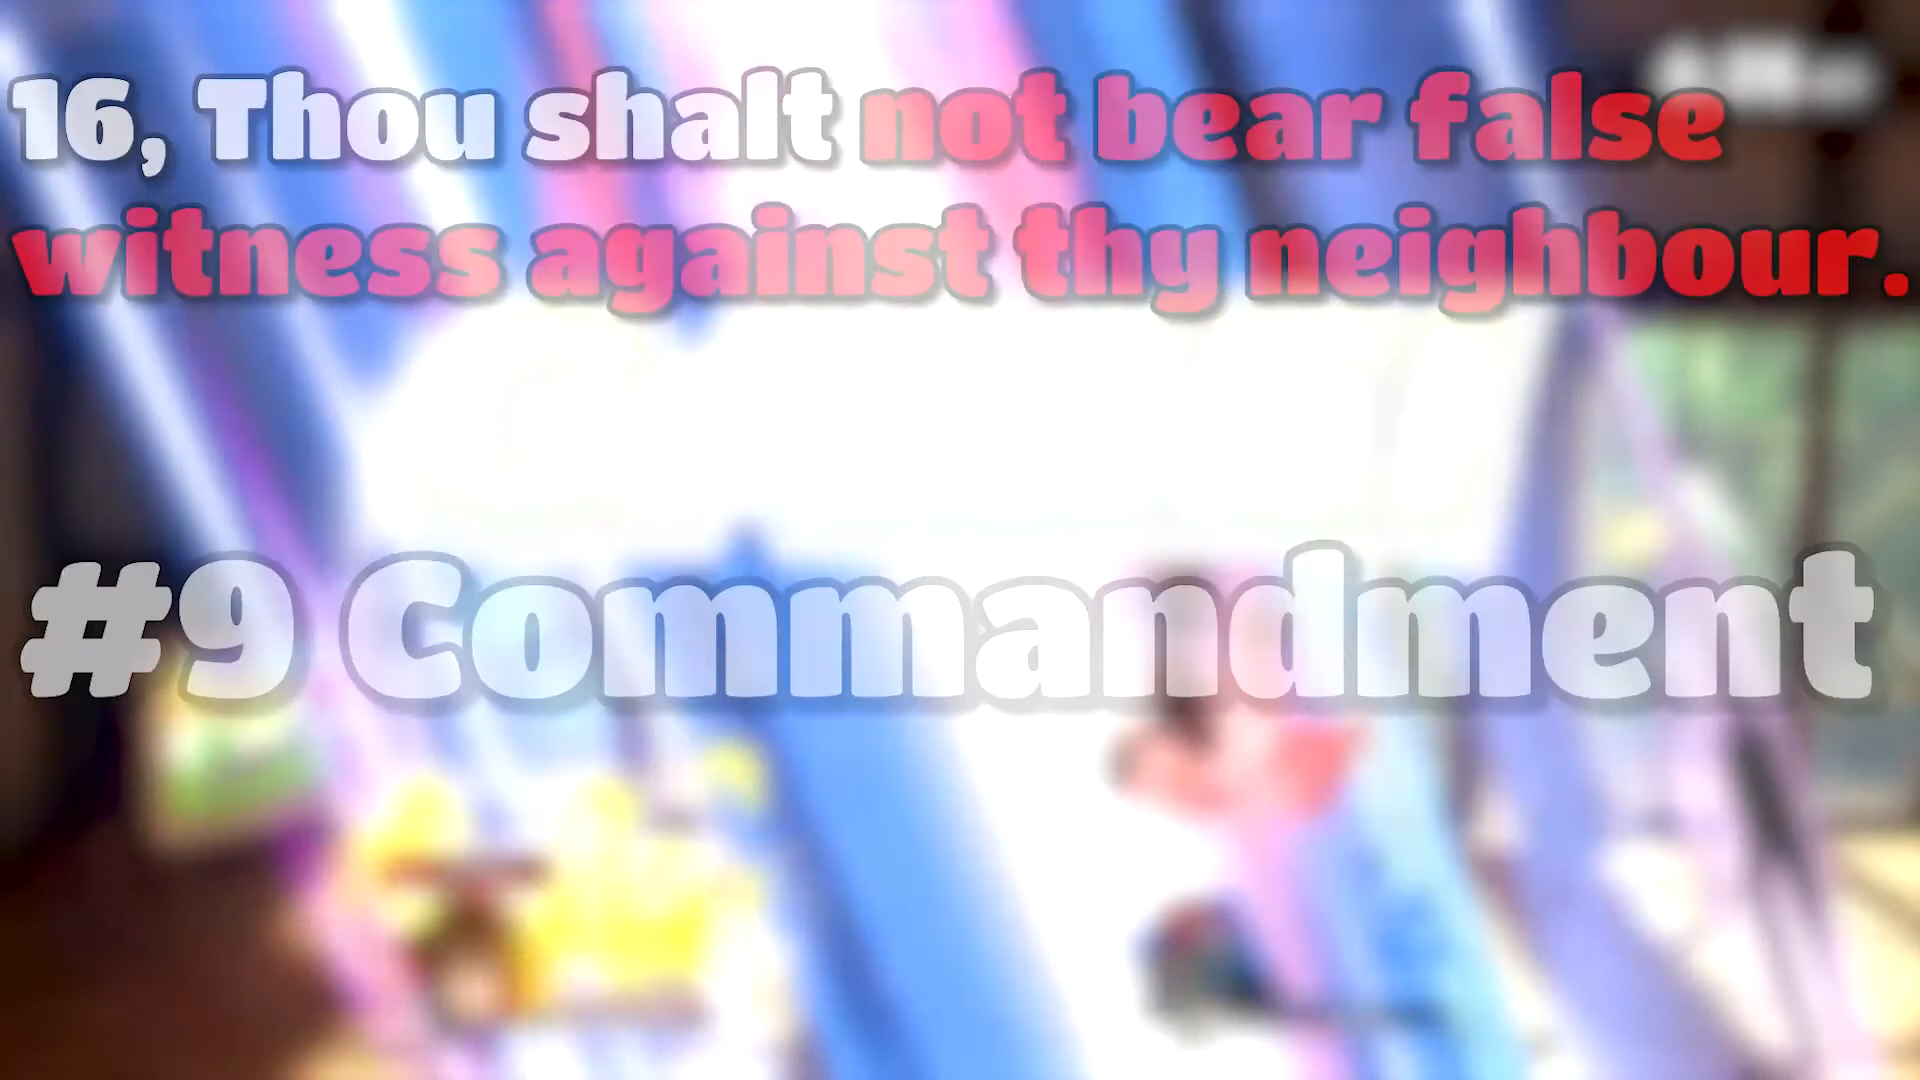 16, Thou shalt not bear false
witness against thy neighbour.
#9 Commandment